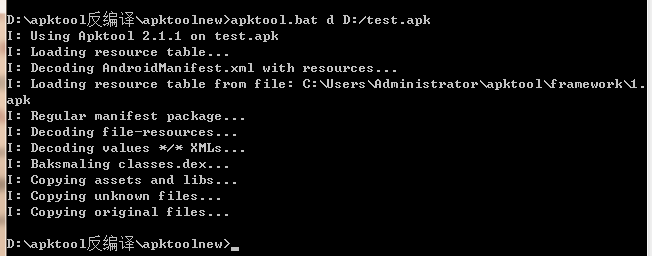 D:\apktool反编译\apktoolnew>apktool.bat d D:/test.apk
I: Using Apktool 2.1.1 on test.apk
I: Loading resource table...
I: Decoding AndroidManifest.xml with resources...
I: Loading resource table from file: C:\Users\Administrator\apktool\framework\1.
apk
I: Regular manifest package...
I: Decoding file-resources...
I: Decoding values */* XMLs...
I: Baksmaling classes.dex...
I: Copying assets and libs...
I: Copying unknown files...
I: Copying original files...
D:\apktool反编译\apktoolnew>